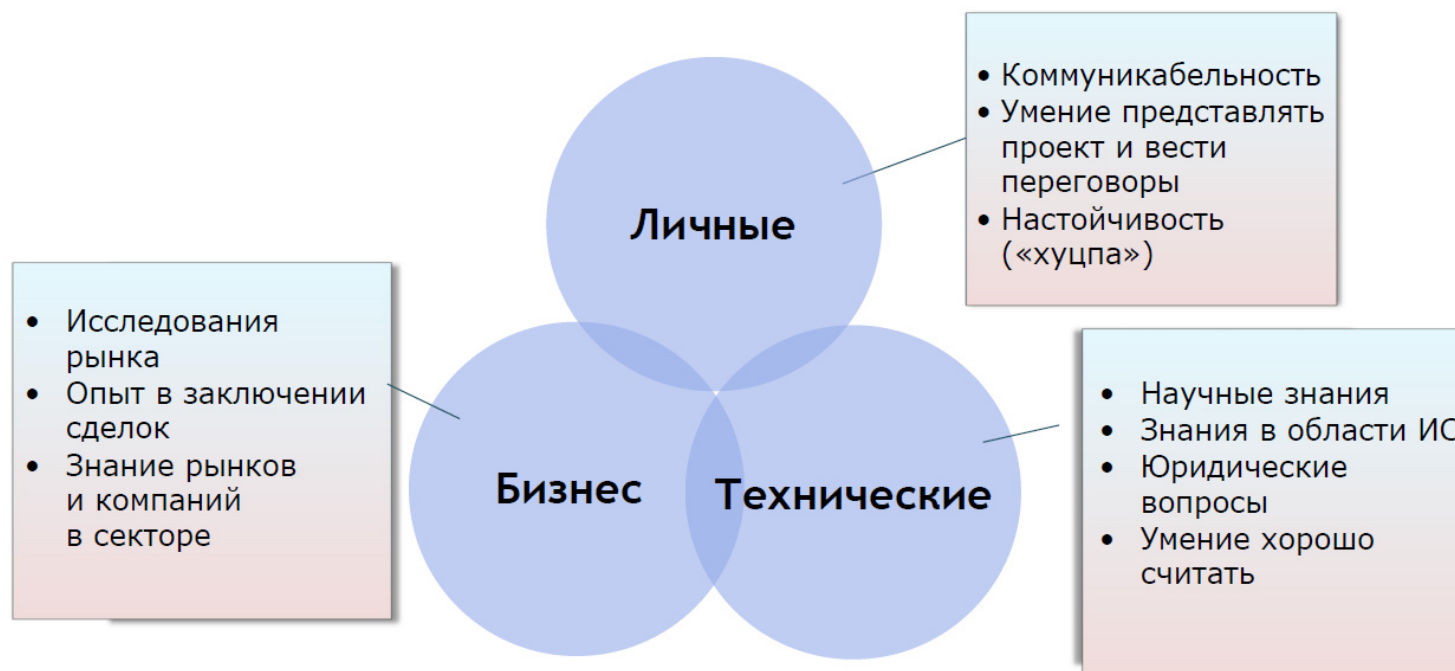 • Коммуникабельность
• Умение представлять
проект и вести
переговоры
• Настойчивость
(«хуцпа»)
Личные
• Исследования
рынка
• Опыт в заключении
сделок
• Знание рынков
и компаний
в секторе
Бизнес
Технические
• Научные знания
• Знания в области ИС
• Юридические
вопросы
• Умение хорошо
считать